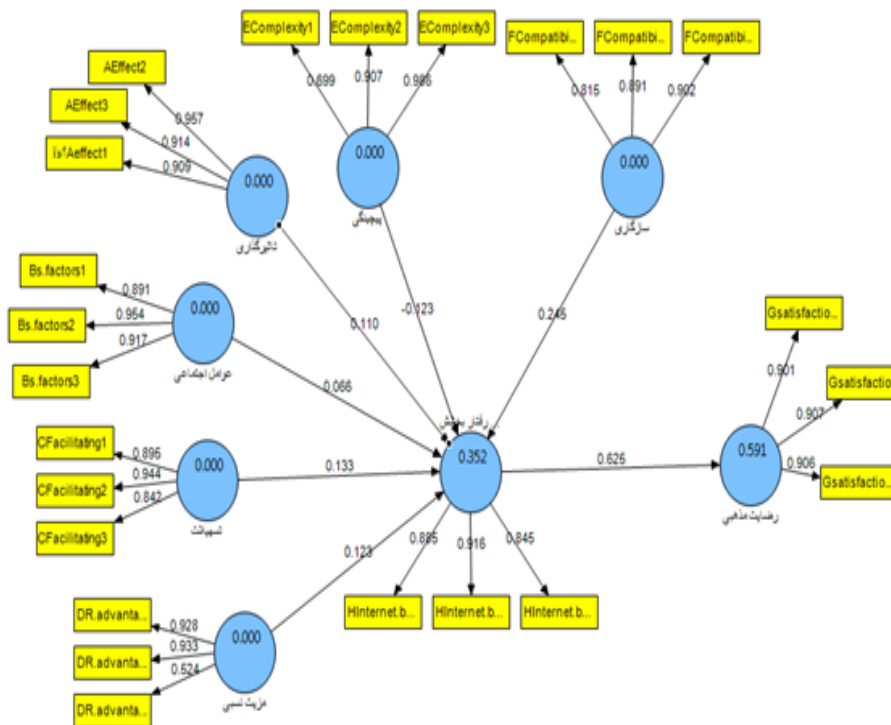 EComplexity1
EComplexity2
EComplexity3
0.899
0.907
0.000
پیچیدگی
FCompatibi...
FCompatibi...
FCompatibi...
0.815
0.891
0.902
0.000
سازگاری
AEffect2
AEffect3
Aeffect1
0.957
0.914
0.909
0.000
تاثیرگذاری
Bs.factors1
Bs.factors2
Bs.factors3
0.891
0.954
0.917
0.000
عوامل اجتماعی
CFacilitating1
CFacilitating2
CFacilitating3
0.895
0.944
0.842
0.000
تسهیلات
DR.advanta...
DR.advanta...
DR.advanta...
0.928
0.933
0.524
0.000
مزیت نسبی
0.110
-0.123
0.245
0.066
0.133
0.123
رفتار
0.352
0.625
0.885
0.916
0.845
HInternet.b...
HInternet.b...
HInternet.b...
Gsatisfactio...
Gsatisfactio
Gsatisfactio...
0.901
0.907
0.906
0.591
رضایت مذهبی